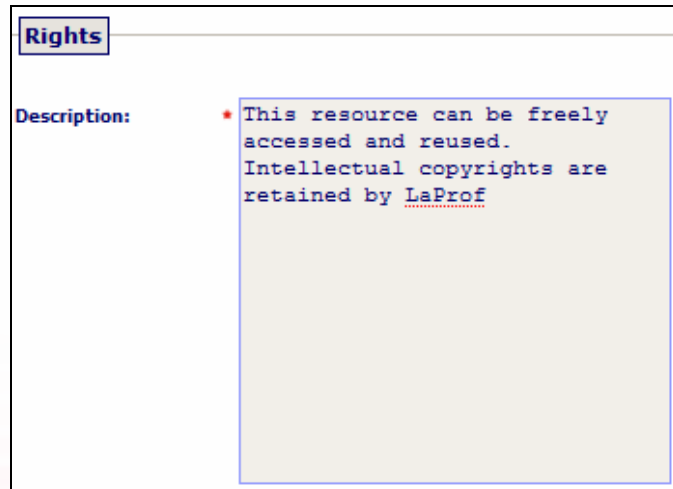 Rights
Description: * This resource can be freely
accessed and reused.
Intellectual copyrights are
retained by LaProf